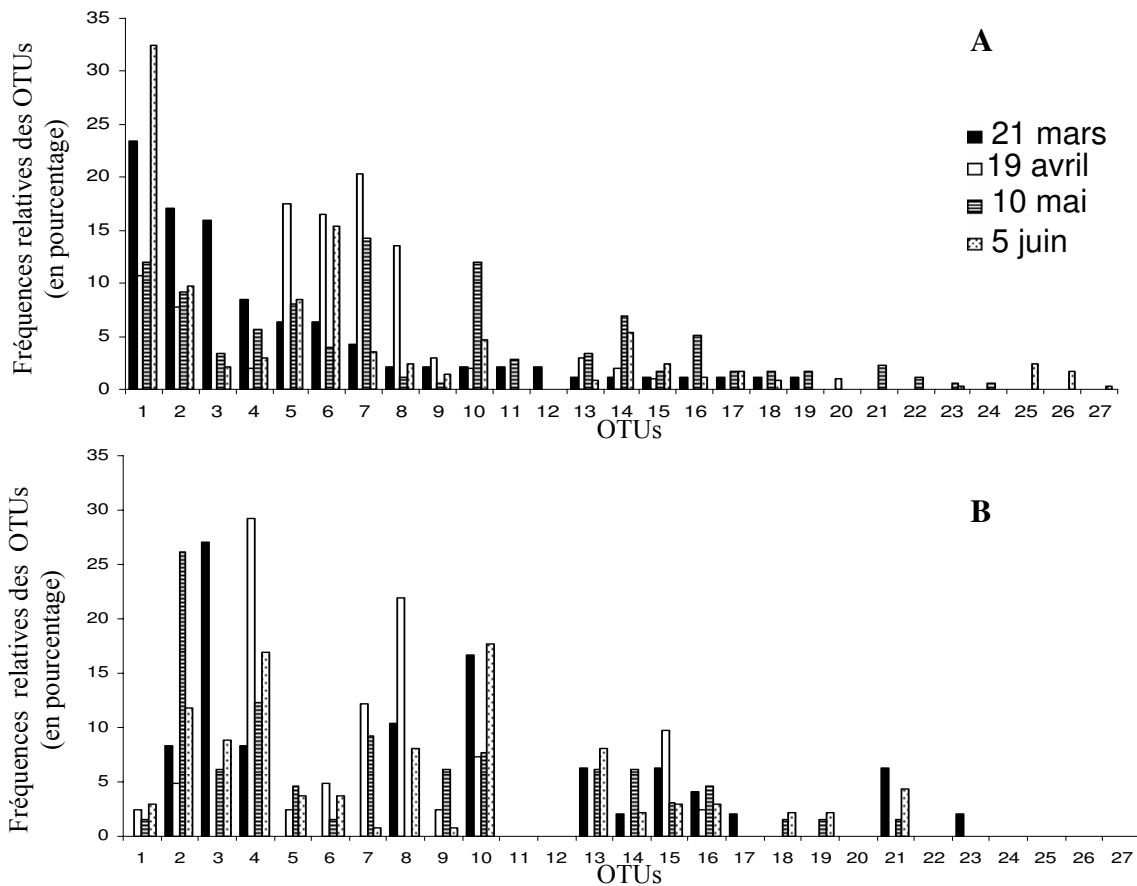 Fréquences relatives des OTUs
(en pourcentage)
35
30
25
20
15
10
5
0
A
21 mars
19 avril
10 mai
5 juin
1 2 3 4 5 6 7 8 9 10 11 12 13 14 15 16 17 18 19 20 21 22 23 24 25 26 27
OTUs
Fréquences relatives des OTUs
(en pourcentage)
35
30
25
20
15
10
5
0
B
1 2 3 4 5 6 7 8 9 10 11 12 13 14 15 16 17 18 19 20 21 22 23 24 25 26 27
OTUs